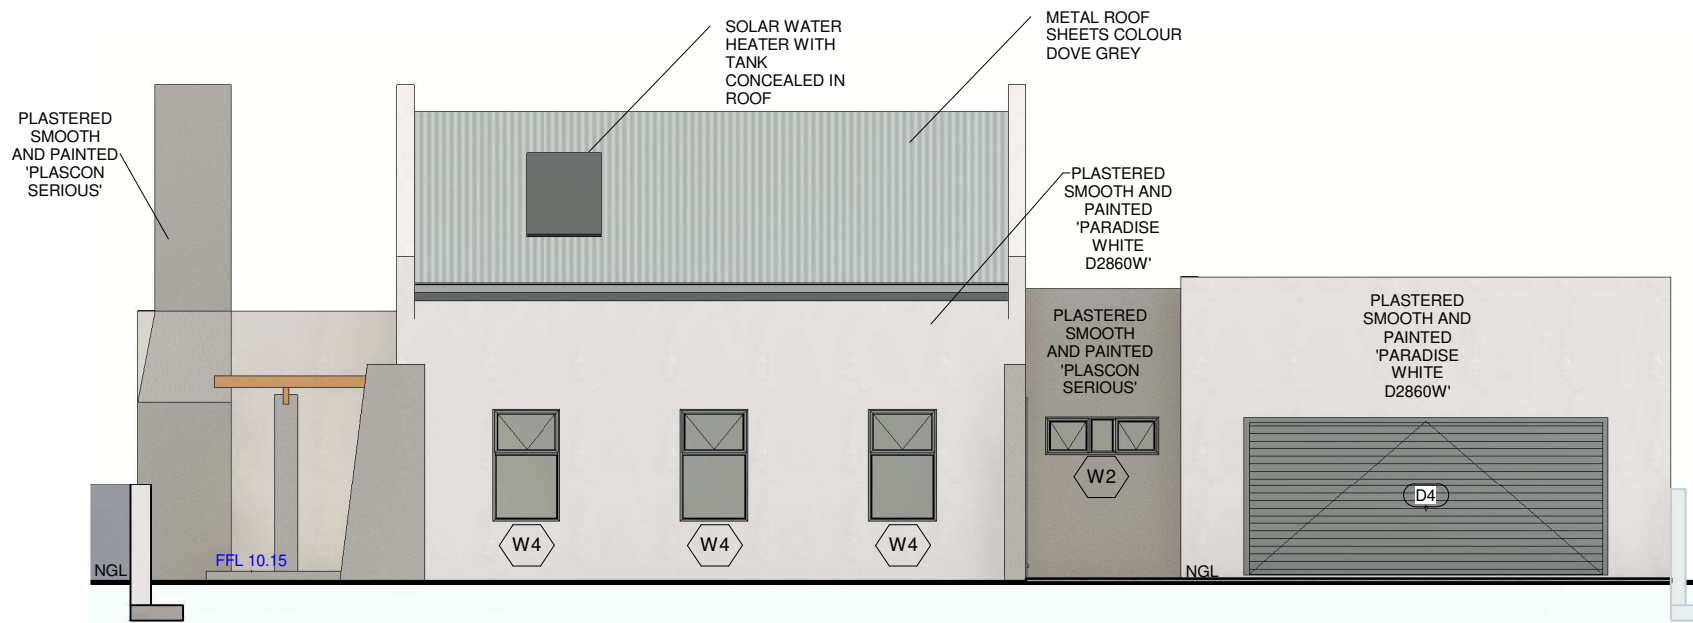 SOLAR WATER
HEATER WITH
TANK
CONCEALED IN
ROOF
METAL ROOF
SHEETS COLOUR
DOVE GREY
PLASTERED
SMOOTH
AND PAINTED
'PLASCON
SERIOUS'
PLASTERED
SMOOTH AND
PAINTED
'PARADISE
WHITE
D2860W'
PLASTERED
SMOOTH
AND PAINTED
'PLASCON
SERIOUS'
PLASTERED
SMOOTH AND
PAINTED
'PARADISE
WHITE
D2860W'
W2
D4
W4
W4
W4
FFL 10.15
NGL
NGL